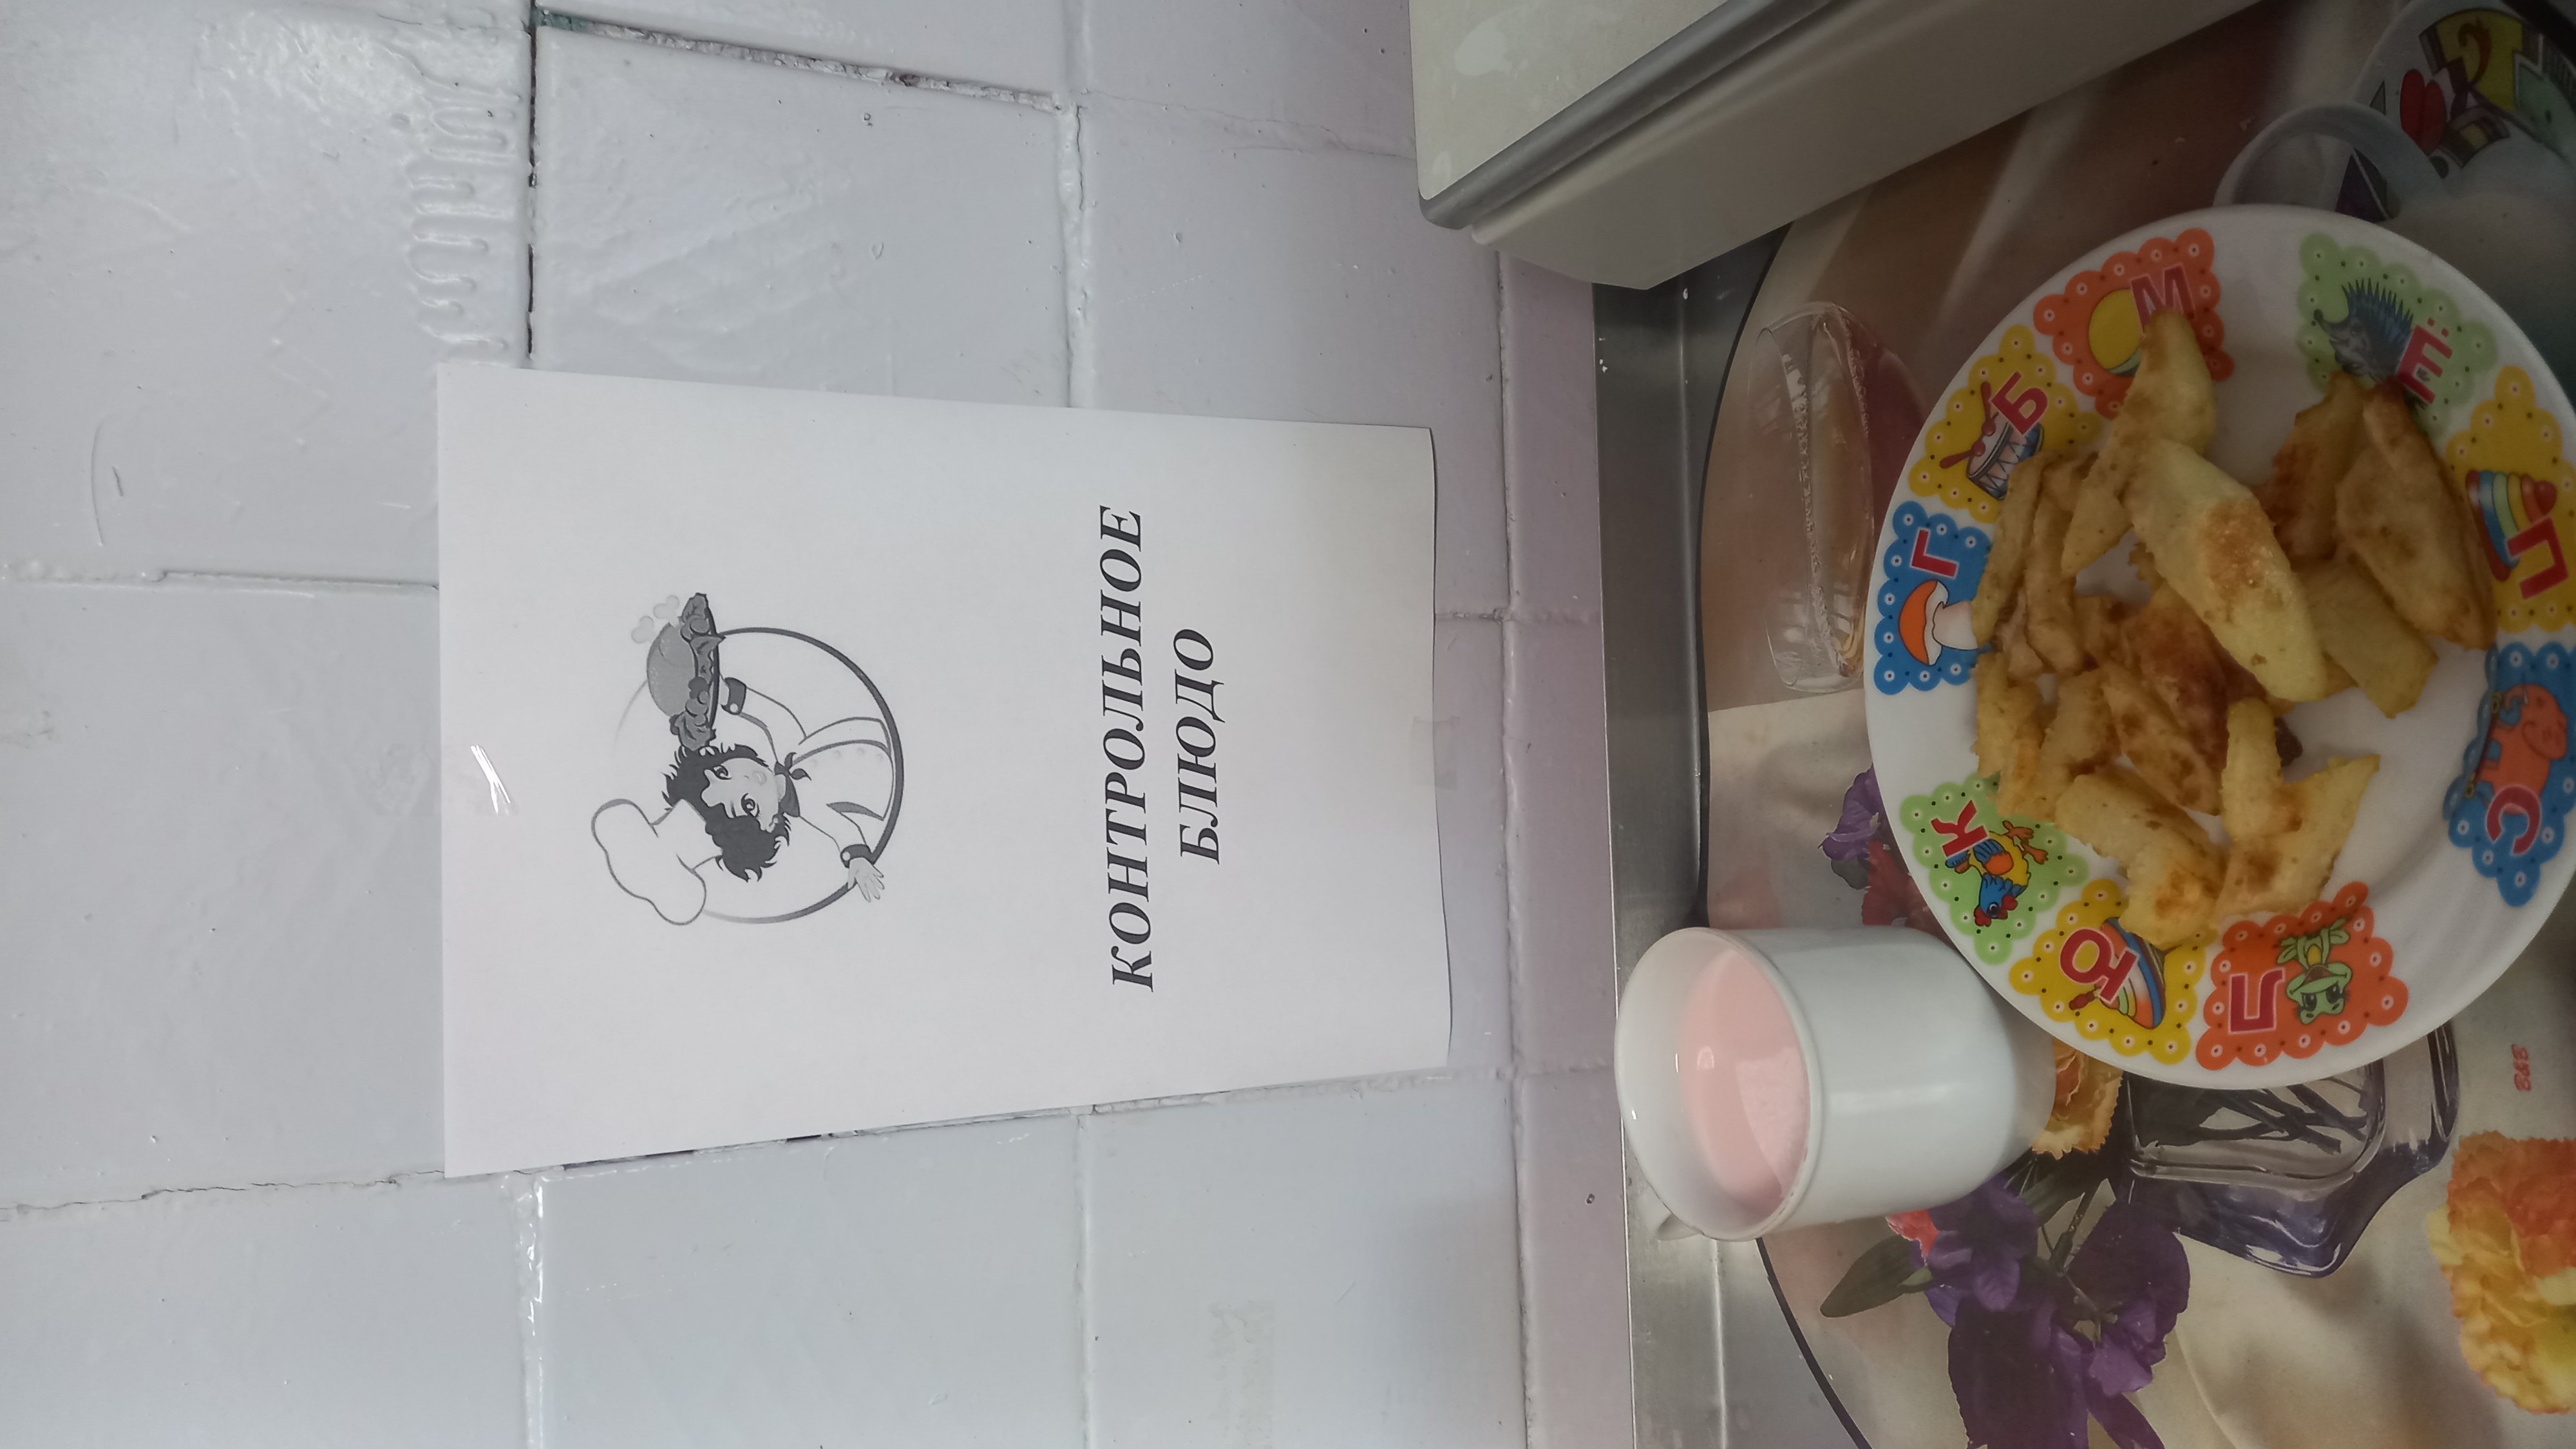 КОНТРОЛЬНОЕ
БЛЮДО
М
Б
Г
К
Ю
Ц
С
П
Ё